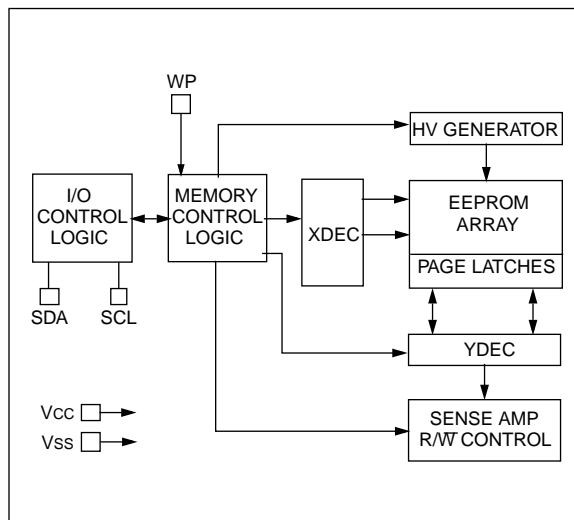 WP
HV GENERATOR
I/O
CONTROL
LOGIC
MEMORY
CONTROL
LOGIC
XDEC
EEPROM
ARRAY
PAGE LATCHES
SDA
SCL
YDEC
VCC
VSS
SENSE AMP
R/W̅ CONTROL